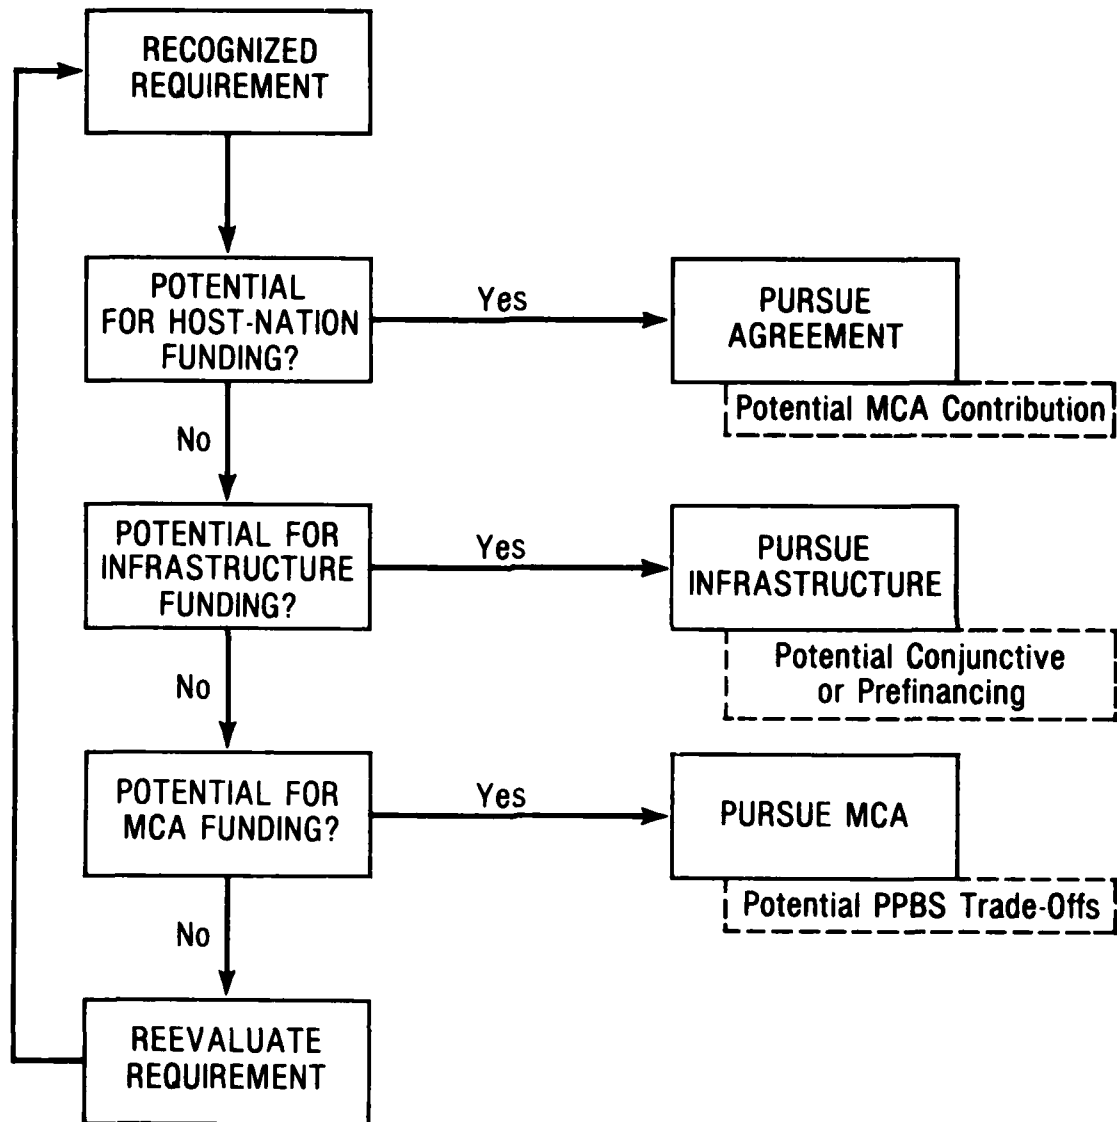 RECOGNIZED
REQUIREMENT
POTENTIAL
FOR HOST-NATION
FUNDING?
Yes
PURSUE
AGREEMENT
Potential MCA Contribution
No
POTENTIAL FOR
INFRASTRUCTURE
FUNDING?
Yes
PURSUE
INFRASTRUCTURE
Potential Conjunctive
or Prefinancing
No
POTENTIAL FOR
MCA FUNDING?
Yes
PURSUE MCA
Potential PPBS Trade-Offs
No
REEVALUATE
REQUIREMENT